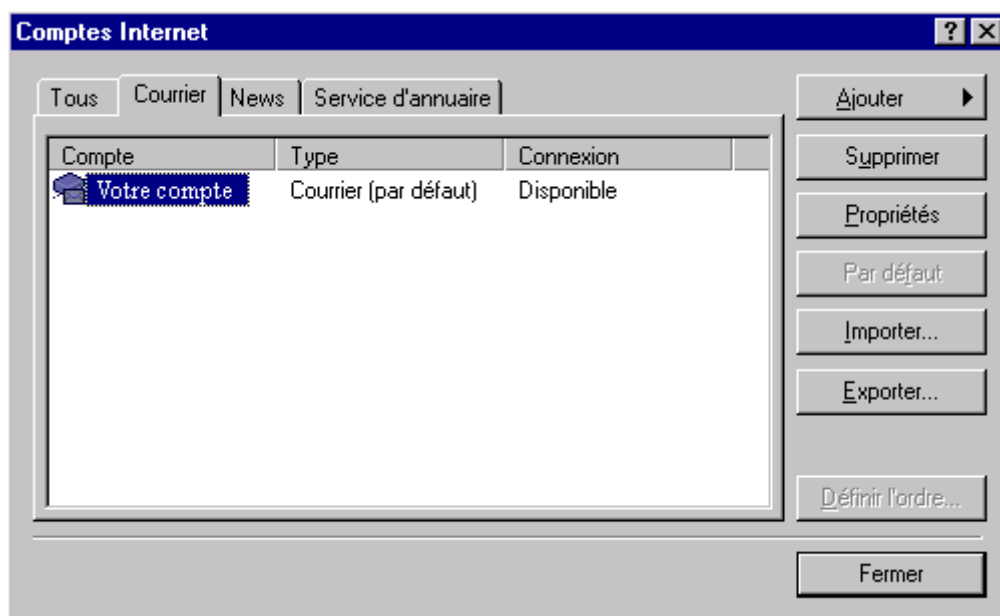 Comptes Internet
Tous Courrier News Service d'annuaire
Ajouter
Compte Type Connexion
Supprimer
Votre compte Courrier (par défaut) Disponible
Propriétés
Par défaut
Importer...
Exporter...
Définir l'ordre...
Fermer